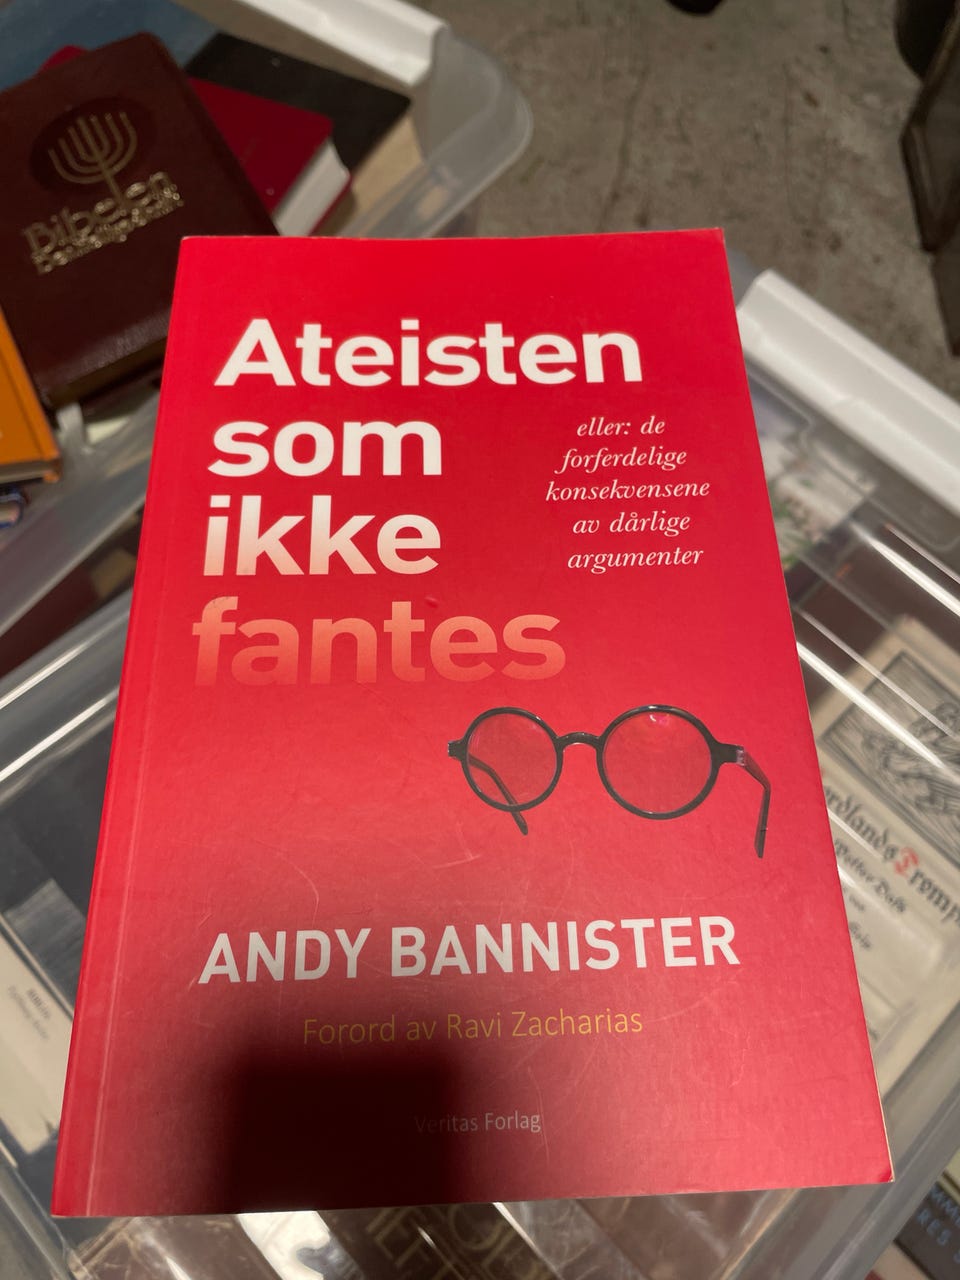 Bibelen
Ateisten
som
ikke
fantes
eller: de
forferdelige
konsekvensene
av dårlige
argumenter
ANDY BANNISTER
Forord av Ravi Zacharias
Veritas Forlag